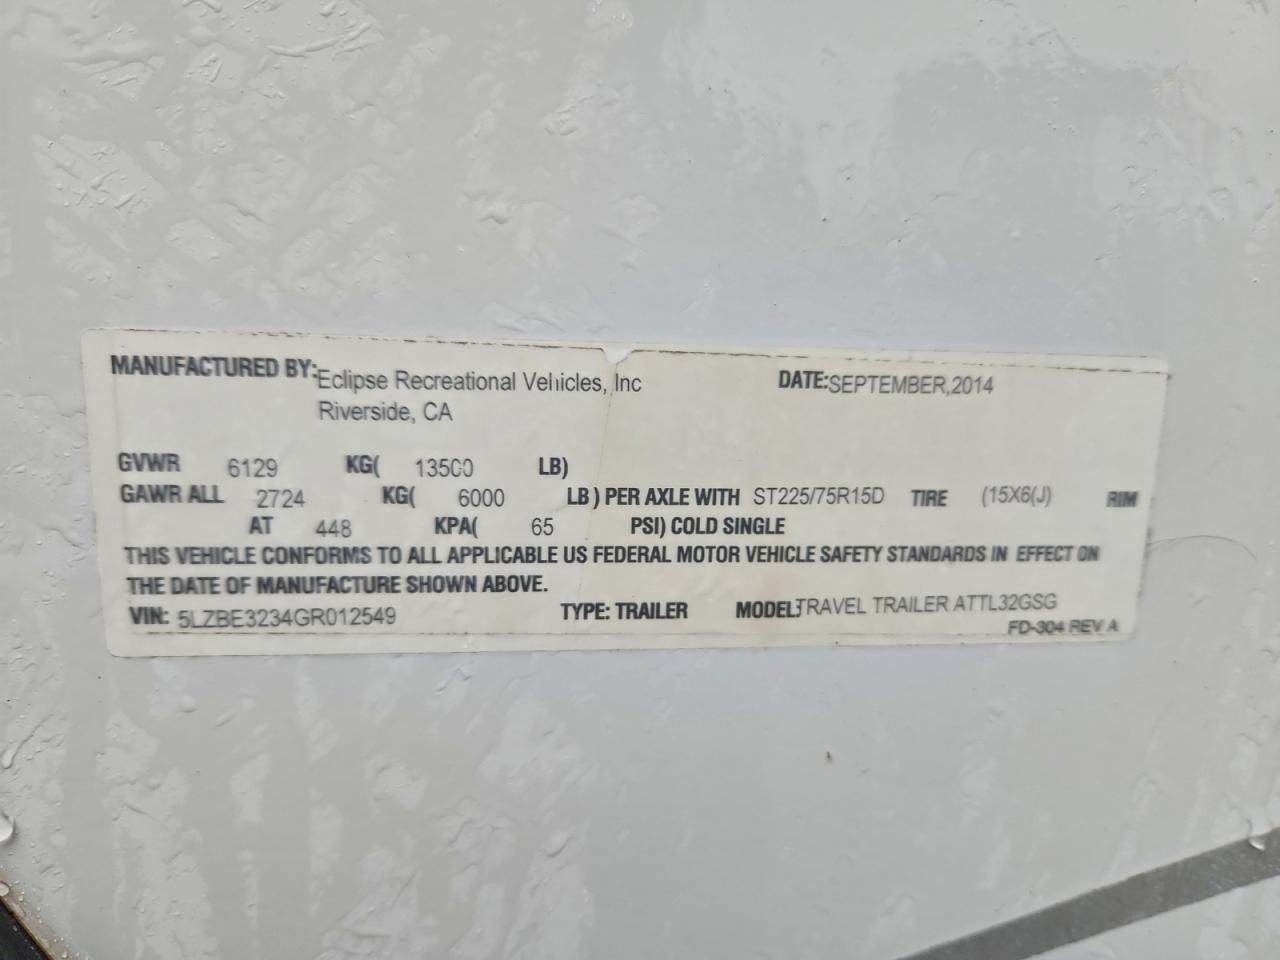 MANUFACTURED BY: Eclipse Recreational Vehicles, Inc DATE: SEPTEMBER, 2014
Riverside, CA
GVWR 6129 KG( 13500 LB)
GAWR ALL 2724 KG( 6000 LB ) PER AXLE WITH ST225/75R15D TIRE (15X6(J) RIM
AT 448 KPA( 65 PSI) COLD SINGLE
THIS VEHICLE CONFORMS TO ALL APPLICABLE US FEDERAL MOTOR VEHICLE SAFETY STANDARDS IN EFFECT ON
THE DATE OF MANUFACTURE SHOWN ABOVE.
VIN: 5LZBE3234GR012549 TYPE: TRAILER MODEL: TRAVEL TRAILER ATTL32GSG
FD-304 REV A